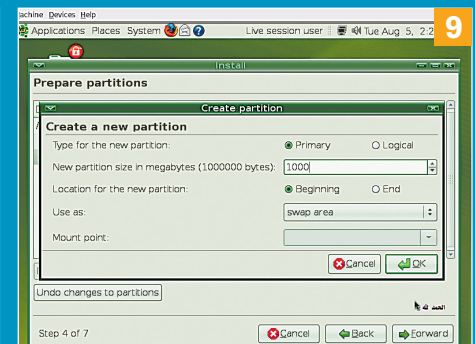 achine Devices Help
Applications Places System Live session user Tue Aug 5, 2:2
9
Install
Prepare partitions
Create partition
Create a new partition
Type for the new partition: Primary Logical
New partition size in megabytes (1000000 bytes): 1000
Location for the new partition: Beginning End
Use as: swap area
Mount point:
Cancel OK
Undo changes to partitions
الحمد لله
Step 4 of 7 Cancel Back Forward